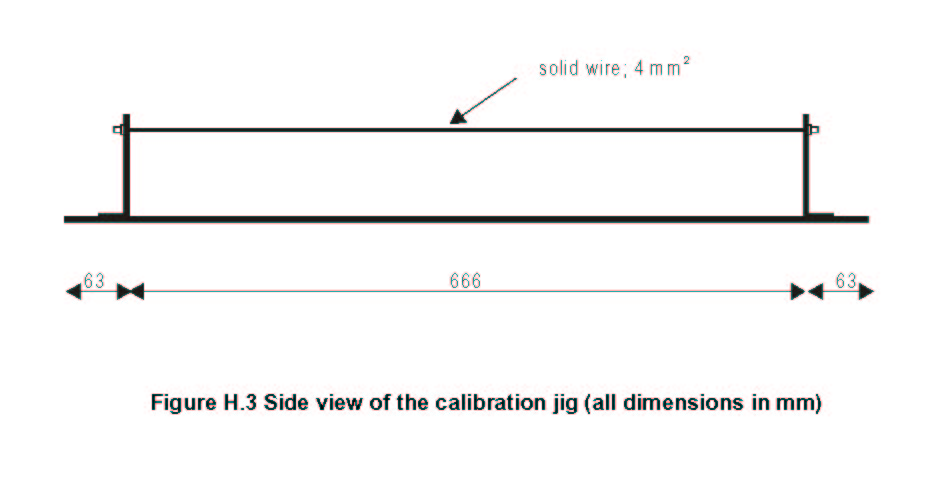 solid wire; 4 mm²
63 666 63
Figure H.3 Side view of the calibration jig (all dimensions in mm)